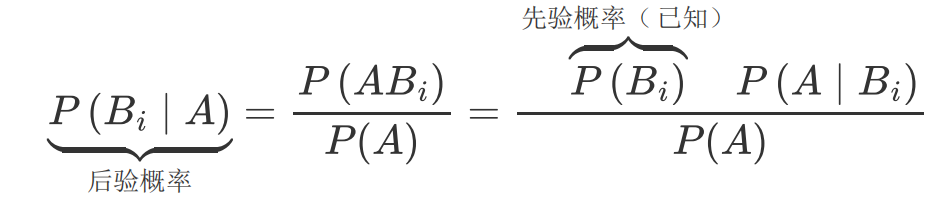 先验概率（已知）
P(B_i | A) = P(AB_i) / P(A) = P(B_i) P(A | B_i) / P(A)
后验概率